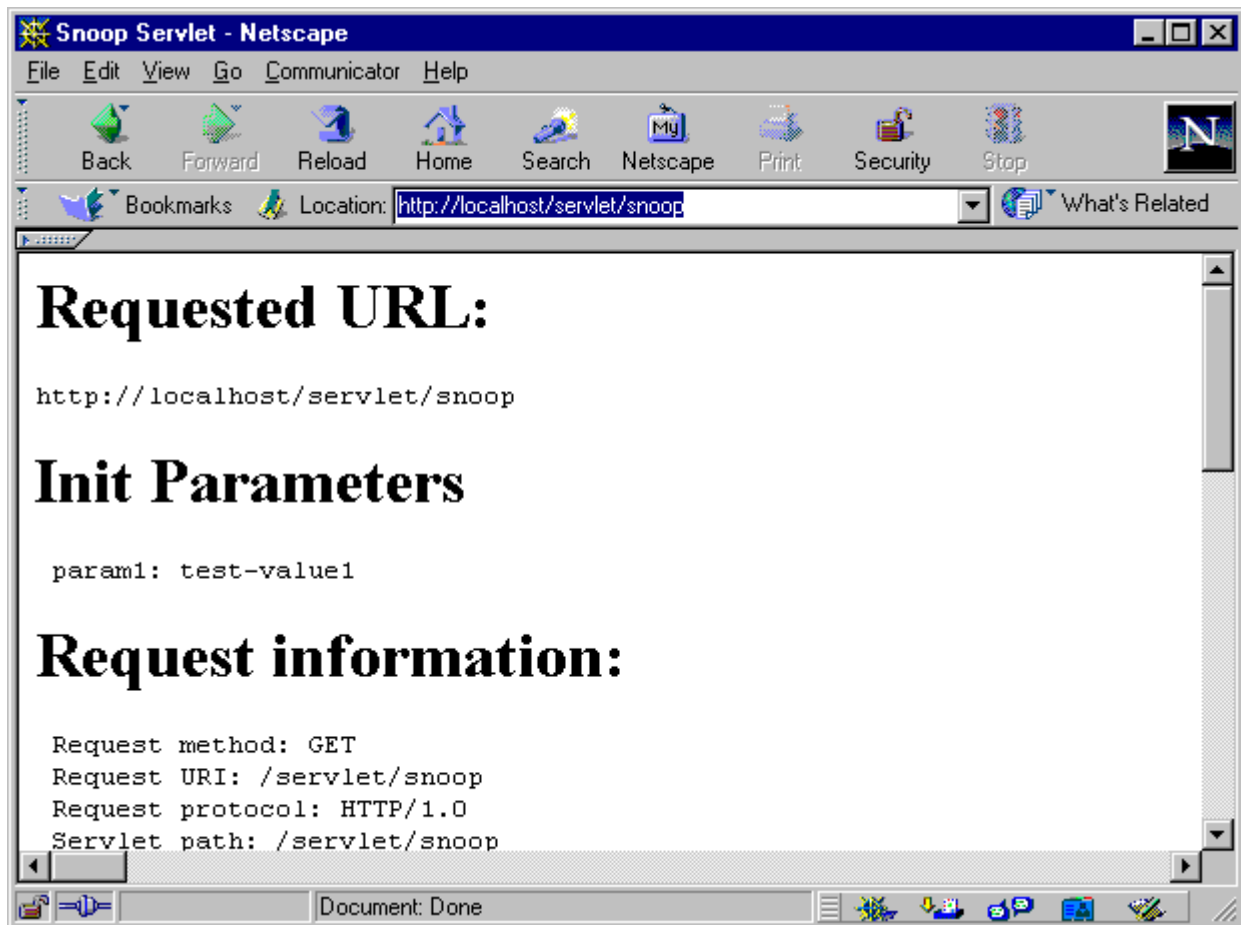 Snoop Servlet - Netscape
File Edit View Go Communicator Help
My N
Back Forward Reload Home Search Netscape Print Security Stop
Bookmarks Location: http://localhost/servlet/snoop What's Related
Requested URL:
http://localhost/servlet/snoop
Init Parameters
param1: test-value1
Request information:
Request method: GET
Request URI: /servlet/snoop
Request protocol: HTTP/1.0
Servlet path: /servlet/snoop
Document: Done